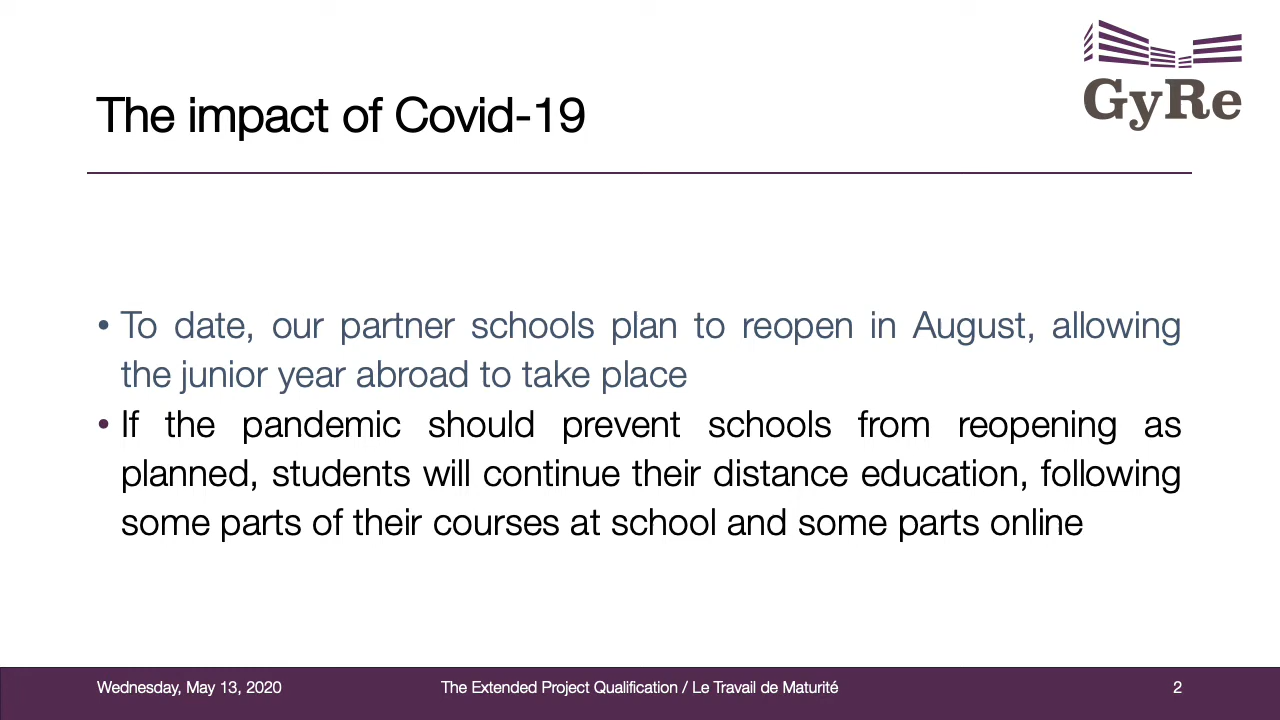 GyRe
The impact of Covid-19
• To date, our partner schools plan to reopen in August, allowing
the junior year abroad to take place
• If the pandemic should prevent schools from reopening as
planned, students will continue their distance education, following
some parts of their courses at school and some parts online
Wednesday, May 13, 2020
The Extended Project Qualification / Le Travail de Maturité
2